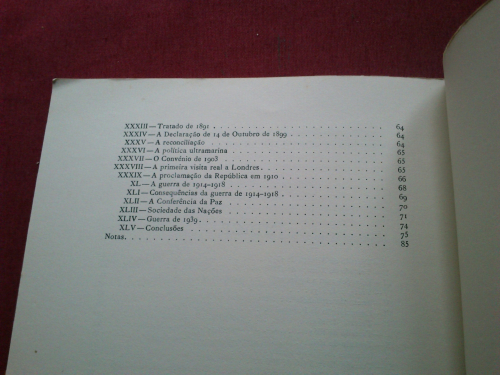 XXXIII — Tratado de 1891 . . . . . . 64
XXXIV — A Declaração de 14 de Outubro de 1899 . . . . . . 64
XXXV — A reconciliação . . . . . . 64
XXXVI — A política ultramarina . . . . . . 65
XXXVII — O Convénio de 1903 . . . . . . 65
XXXVIII — A primeira visita real a Londres . . . . . . 65
XXXIX — A proclamação da República em 1910 . . . . . . 66
XL — A guerra de 1914-1918 . . . . . . 68
XLI — Consequências da guerra de 1914-1918 . . . . . . 69
XLII — A Conferência da Paz . . . . . . 70
XLIII — Sociedade das Nações . . . . . . 71
XLIV — Guerra de 1939 . . . . . . 74
XLV — Conclusões . . . . . . 75
Notas . . . . . . 85